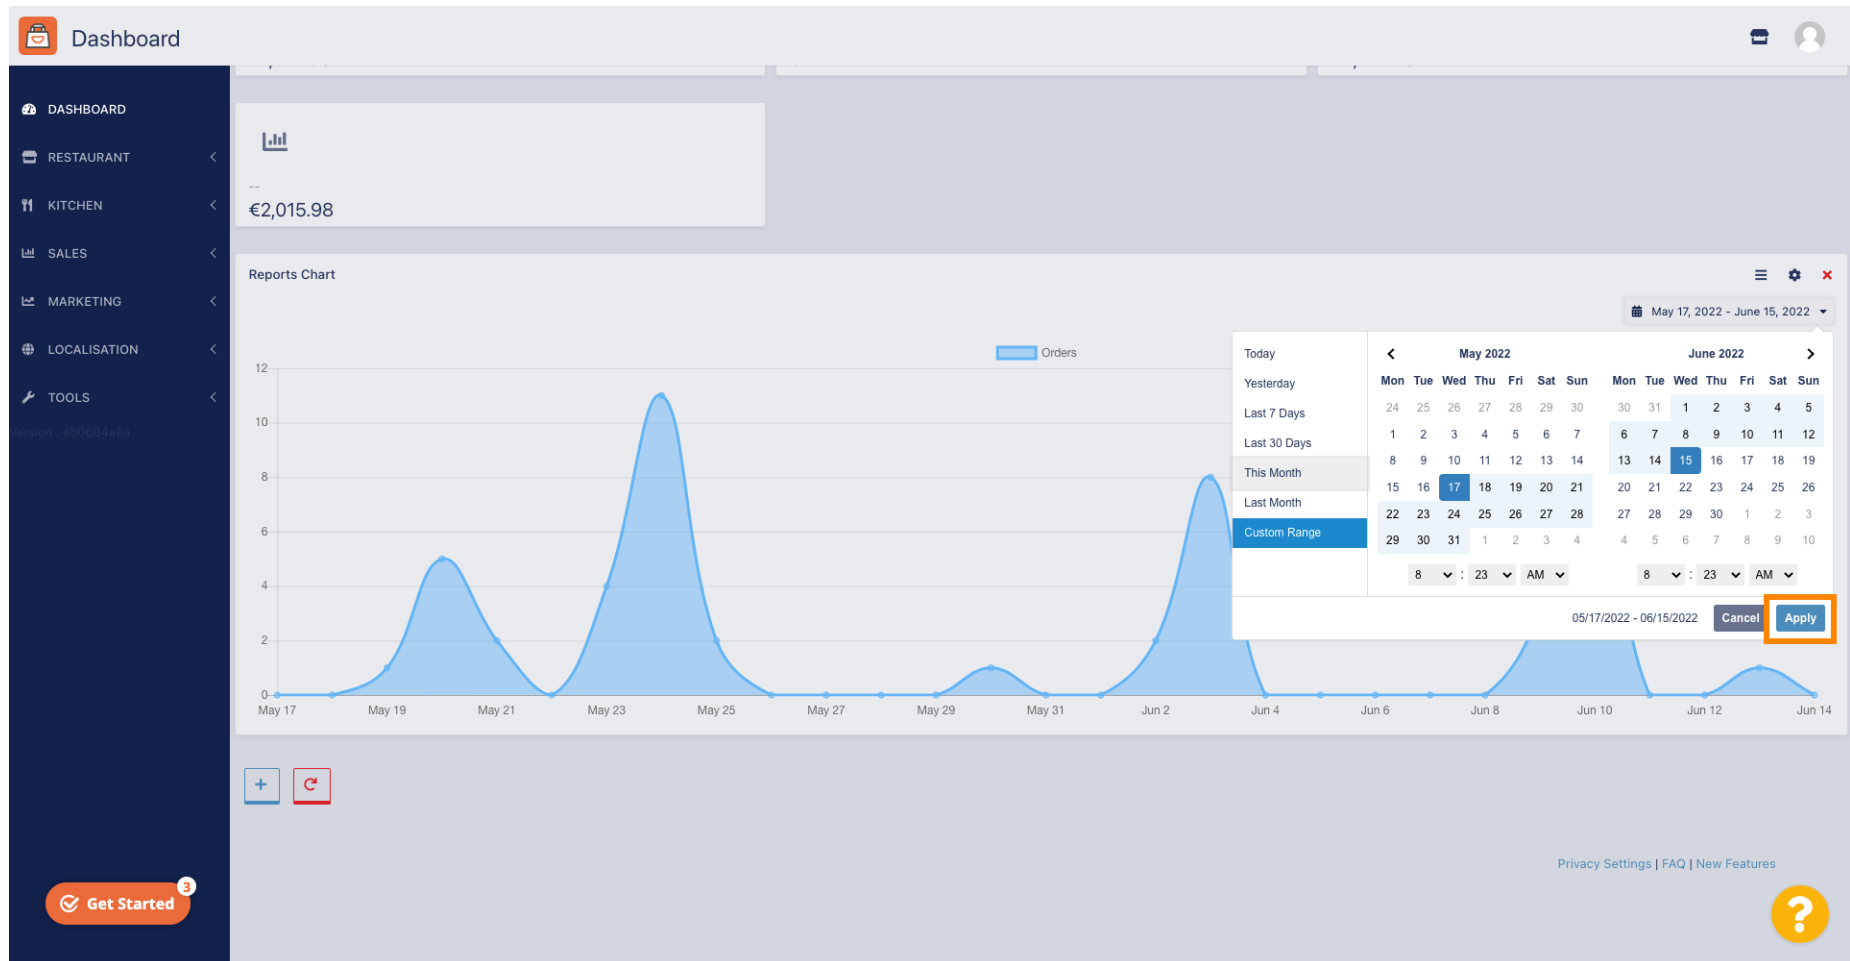 Dashboard
DASHBOARD
RESTAURANT
KITCHEN
SALES
MARKETING
LOCALISATION
TOOLS
Version : eb0b84a8a
--
€2,015.98
Reports Chart
May 17, 2022 - June 15, 2022
Orders
12
10
8
6
4
2
0
May 17 May 19 May 21 May 23 May 25 May 27 May 29 May 31 Jun 2 Jun 4 Jun 6 Jun 8 Jun 10 Jun 12 Jun 14
Today
Yesterday
Last 7 Days
Last 30 Days
This Month
Last Month
Custom Range
May 2022
Mon Tue Wed Thu Fri Sat Sun
24 25 26 27 28 29 30
1 2 3 4 5 6 7
8 9 10 11 12 13 14
15 16 17 18 19 20 21
22 23 24 25 26 27 28
29 30 31 1 2 3 4
8 : 23 AM
June 2022
Mon Tue Wed Thu Fri Sat Sun
30 31 1 2 3 4 5
6 7 8 9 10 11 12
13 14 15 16 17 18 19
20 21 22 23 24 25 26
27 28 29 30 1 2 3
4 5 6 7 8 9 10
8 : 23 AM
05/17/2022 - 06/15/2022 Cancel Apply
Privacy Settings | FAQ | New Features
Get Started
3
?